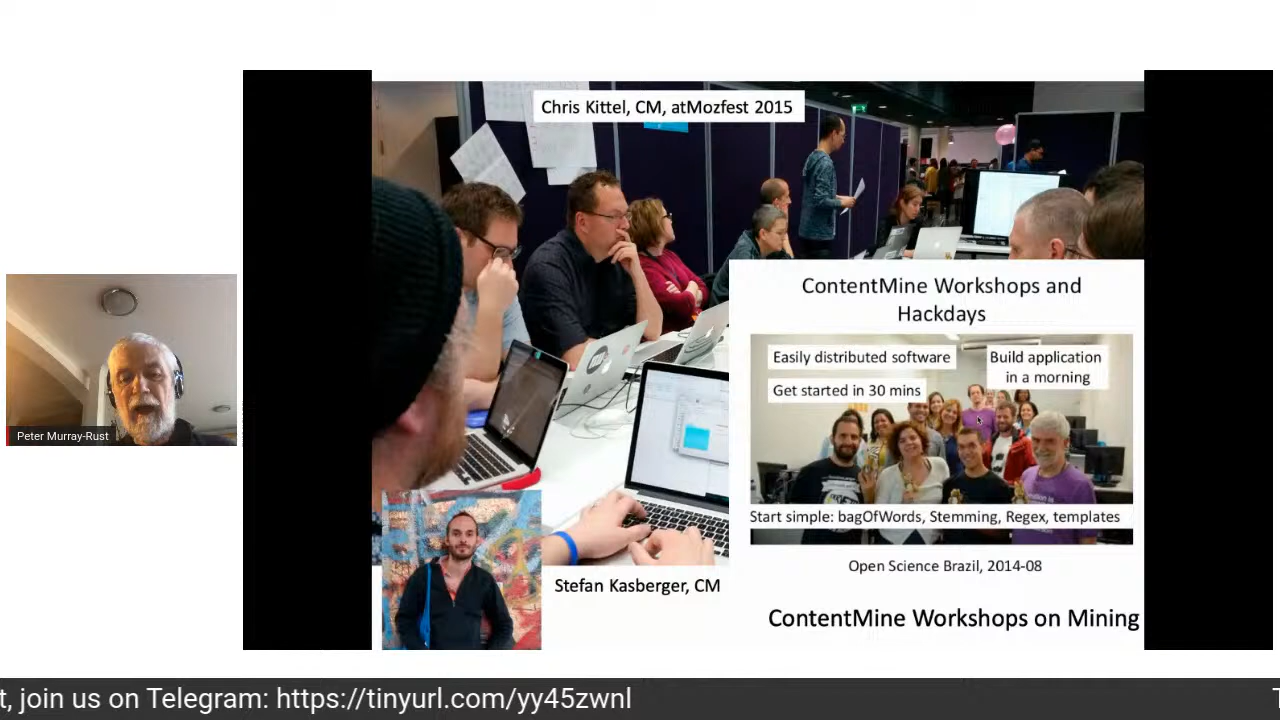 Chris Kittel, CM, atMozfest 2015
ContentMine Workshops and
Hackdays
Easily distributed software
Build application
in a morning
Get started in 30 mins
Peter Murray-Rust
Start simple: bagOfWords, Stemming, Regex, templates
Open Science Brazil, 2014-08
Stefan Kasberger, CM
ContentMine Workshops on Mining
t, join us on Telegram: https://tinyurl.com/yy45zwnl